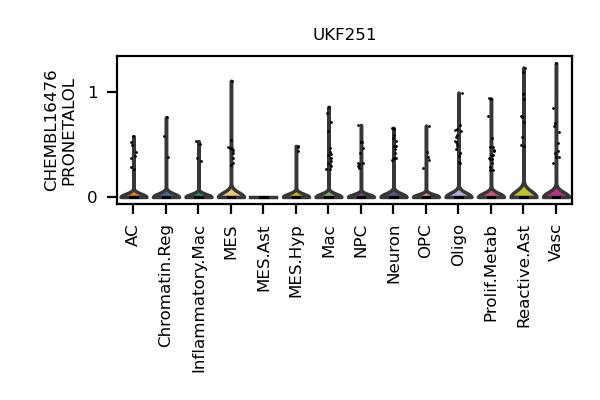 UKF251
CHEMBL16476
PRONETALOL
1
0
AC
Chromatin.Reg
Inflammatory.Mac
MES
MES.Ast
MES.Hyp
Mac
NPC
Neuron
OPC
Oligo
Prolif.Metab
Reactive.Ast
Vasc